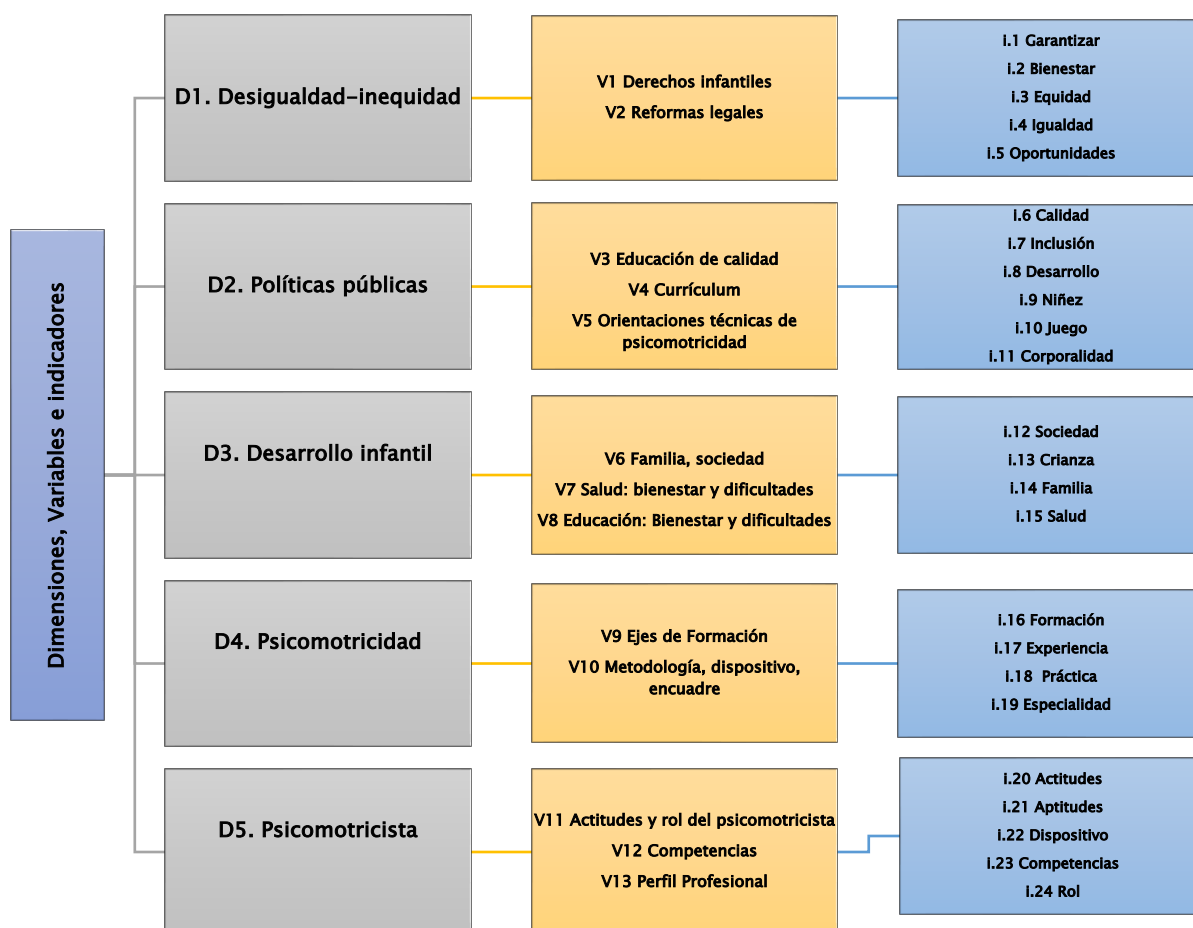 Dimensiones, Variables e indicadores
D1. Desigualdad-inequidad
V1 Derechos infantiles
V2 Reformas legales
i.1 Garantizar
i.2 Bienestar
i.3 Equidad
i.4 Igualdad
i.5 Oportunidades
D2. Políticas públicas
V3 Educación de calidad
V4 Currículum
V5 Orientaciones técnicas de
psicomotricidad
i.6 Calidad
i.7 Inclusión
i.8 Desarrollo
i.9 Niñez
i.10 Juego
i.11 Corporalidad
D3. Desarrollo infantil
V6 Familia, sociedad
V7 Salud: bienestar y dificultades
V8 Educación: Bienestar y dificultades
i.12 Sociedad
i.13 Crianza
i.14 Familia
i.15 Salud
D4. Psicomotricidad
V9 Ejes de Formación
V10 Metodología, dispositivo,
encuadre
i.16 Formación
i.17 Experiencia
i.18 Práctica
i.19 Especialidad
D5. Psicomotricista
V11 Actitudes y rol del psicomotricista
V12 Competencias
V13 Perfil Profesional
i.20 Actitudes
i.21 Aptitudes
i.22 Dispositivo
i.23 Competencias
i.24 Rol